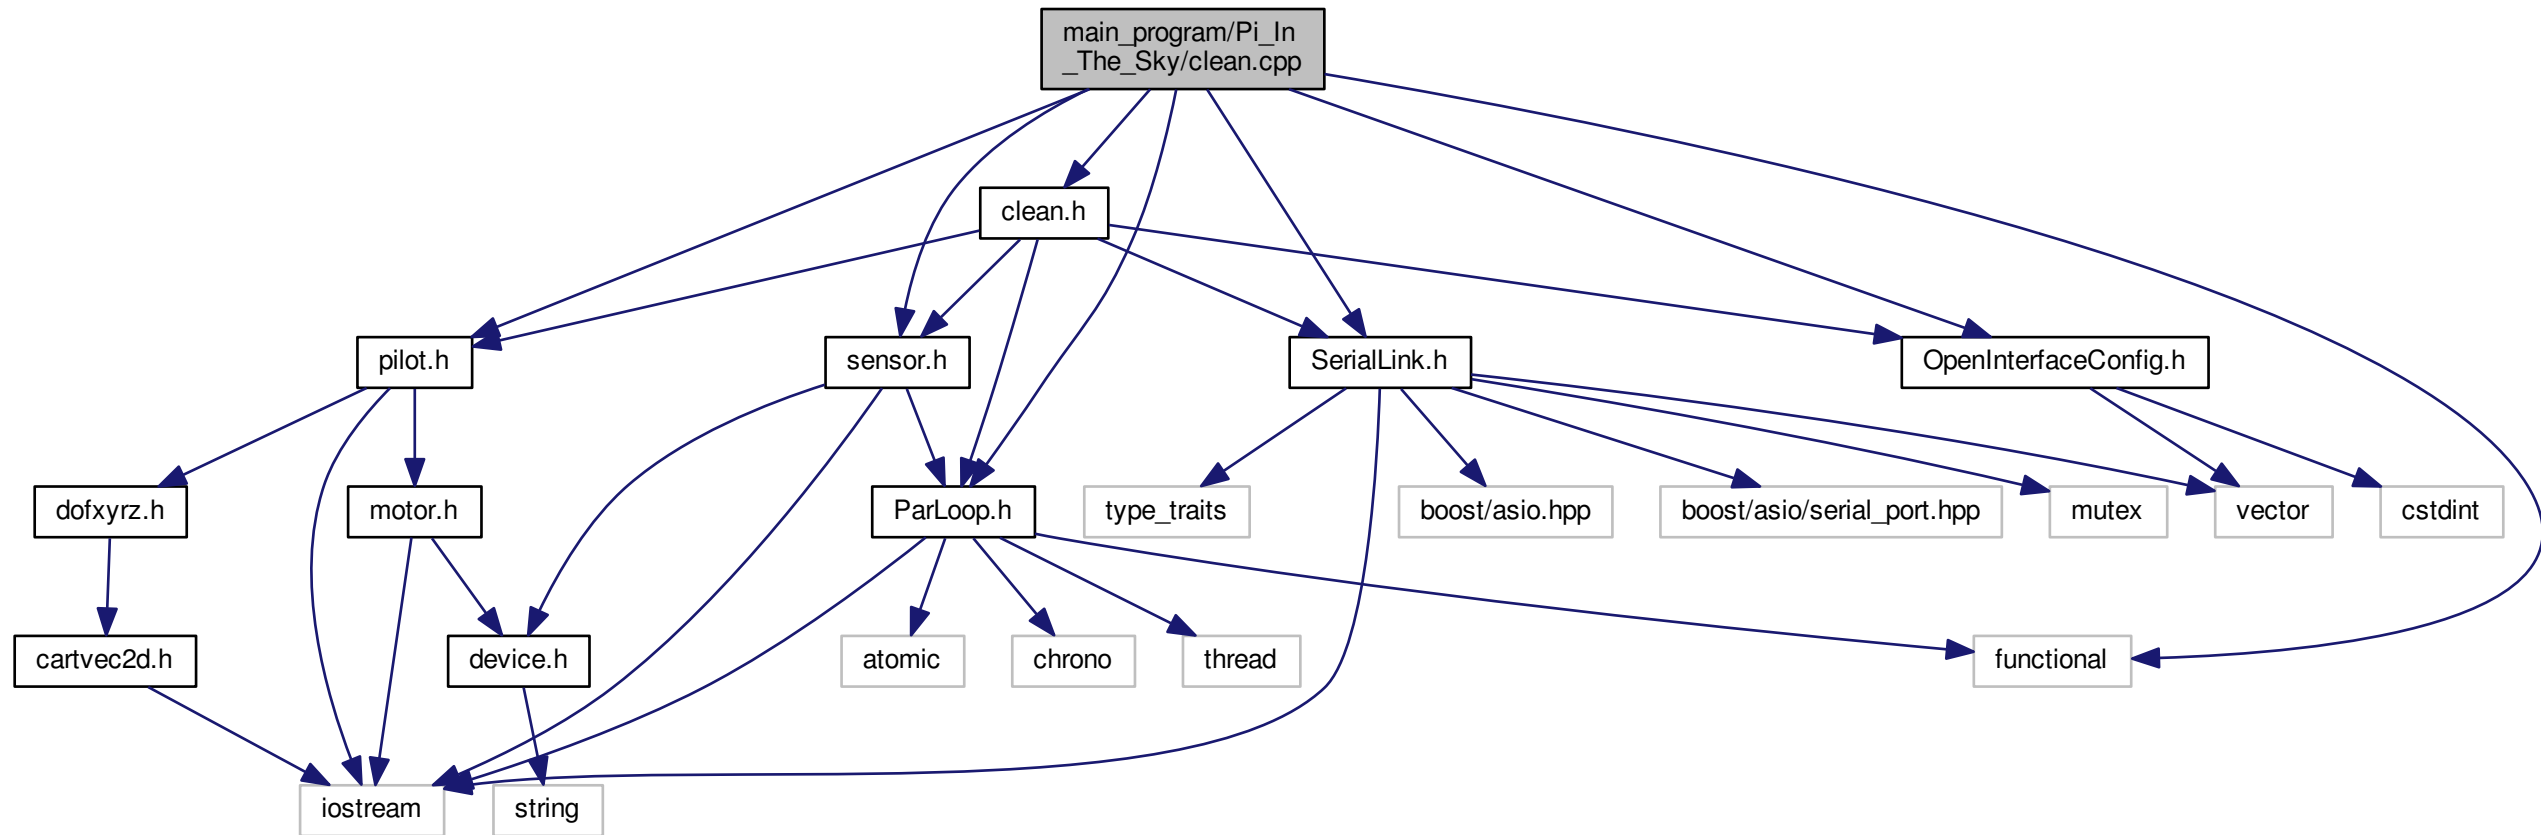 main_program/Pi_In
_The_Sky/clean.cpp
clean.h
pilot.h
sensor.h
SerialLink.h
OpenInterfaceConfig.h
dofxyrz.h
motor.h
ParLoop.h
type_traits
boost/asio.hpp
boost/asio/serial_port.hpp
mutex
vector
cstdint
cartvec2d.h
device.h
atomic
chrono
thread
functional
iostream
string